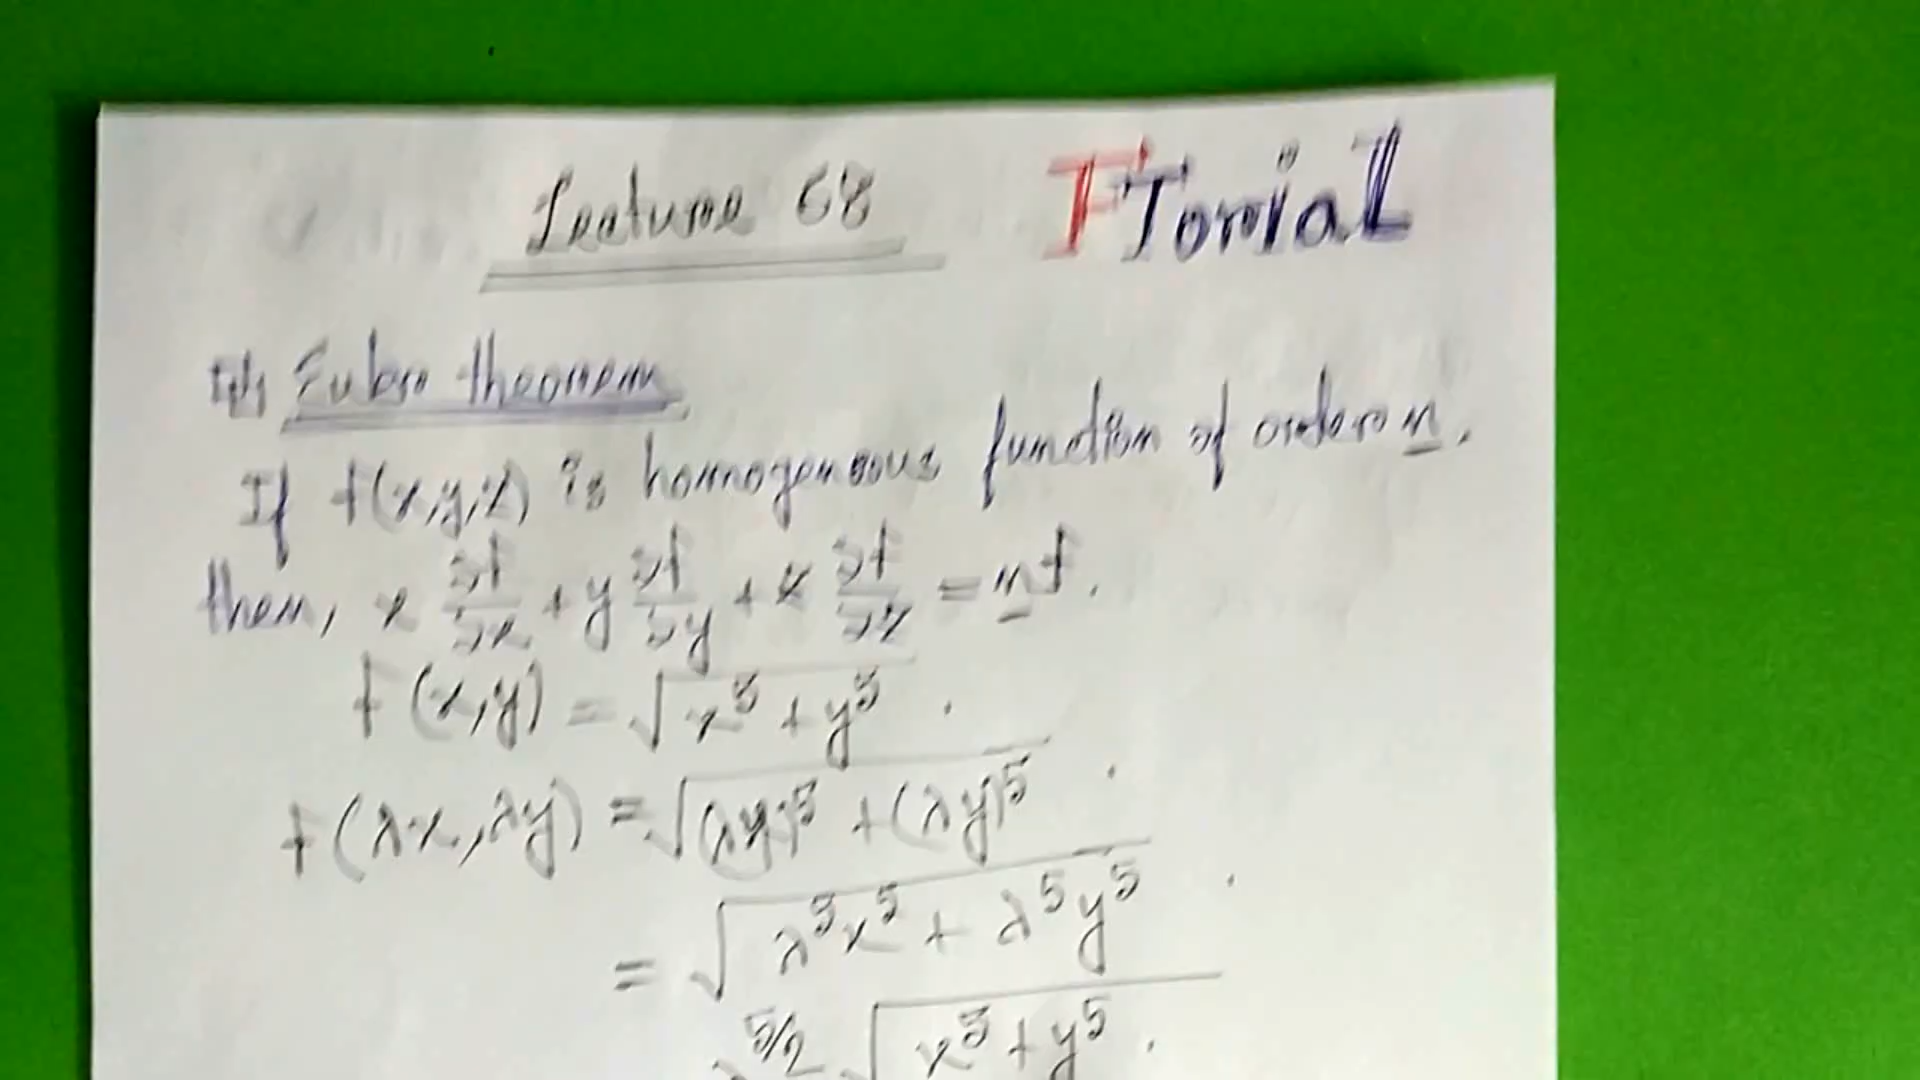 Lecture 68
FTorial
Euler theorem
If f(x,y,z) is homogeneous function of order n.
then, x ∂f/∂x + y ∂f/∂y + z ∂f/∂z = nf.
f(x,y) = √(x⁵ + y⁵) .
f(λx, λy) = √((λx)⁵ + (λy)⁵) .
= √(λ⁵x⁵ + λ⁵y⁵) .
λ^(5/2) √(x⁵ + y⁵) .